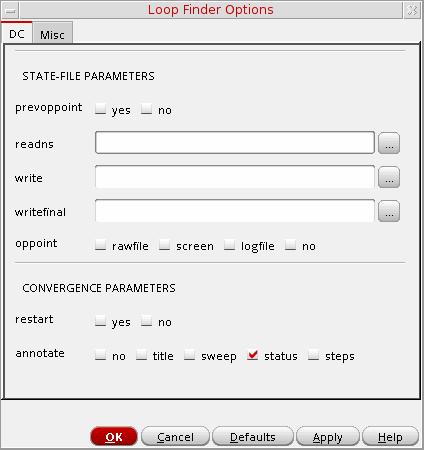 Loop Finder Options
DC Misc
STATE-FILE PARAMETERS
prevoppoint yes no
readns ...
write ...
writefinal ...
oppoint rawfile screen logfile no
CONVERGENCE PARAMETERS
restart yes no
annotate no title sweep status steps
OK Cancel Defaults Apply Help